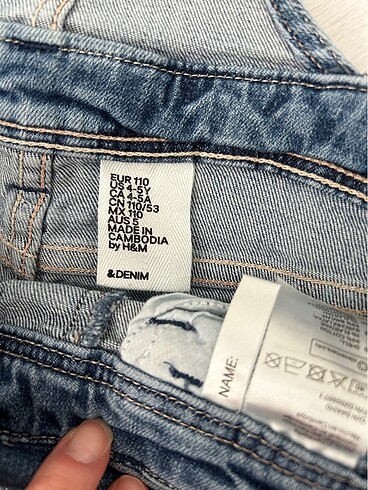 EUR 110
US 4-5Y
CA 4-5A
CN 110/53
MX 110
AUS 5
MADE IN
CAMBODIA
by H&M
&DENIM
NAME: